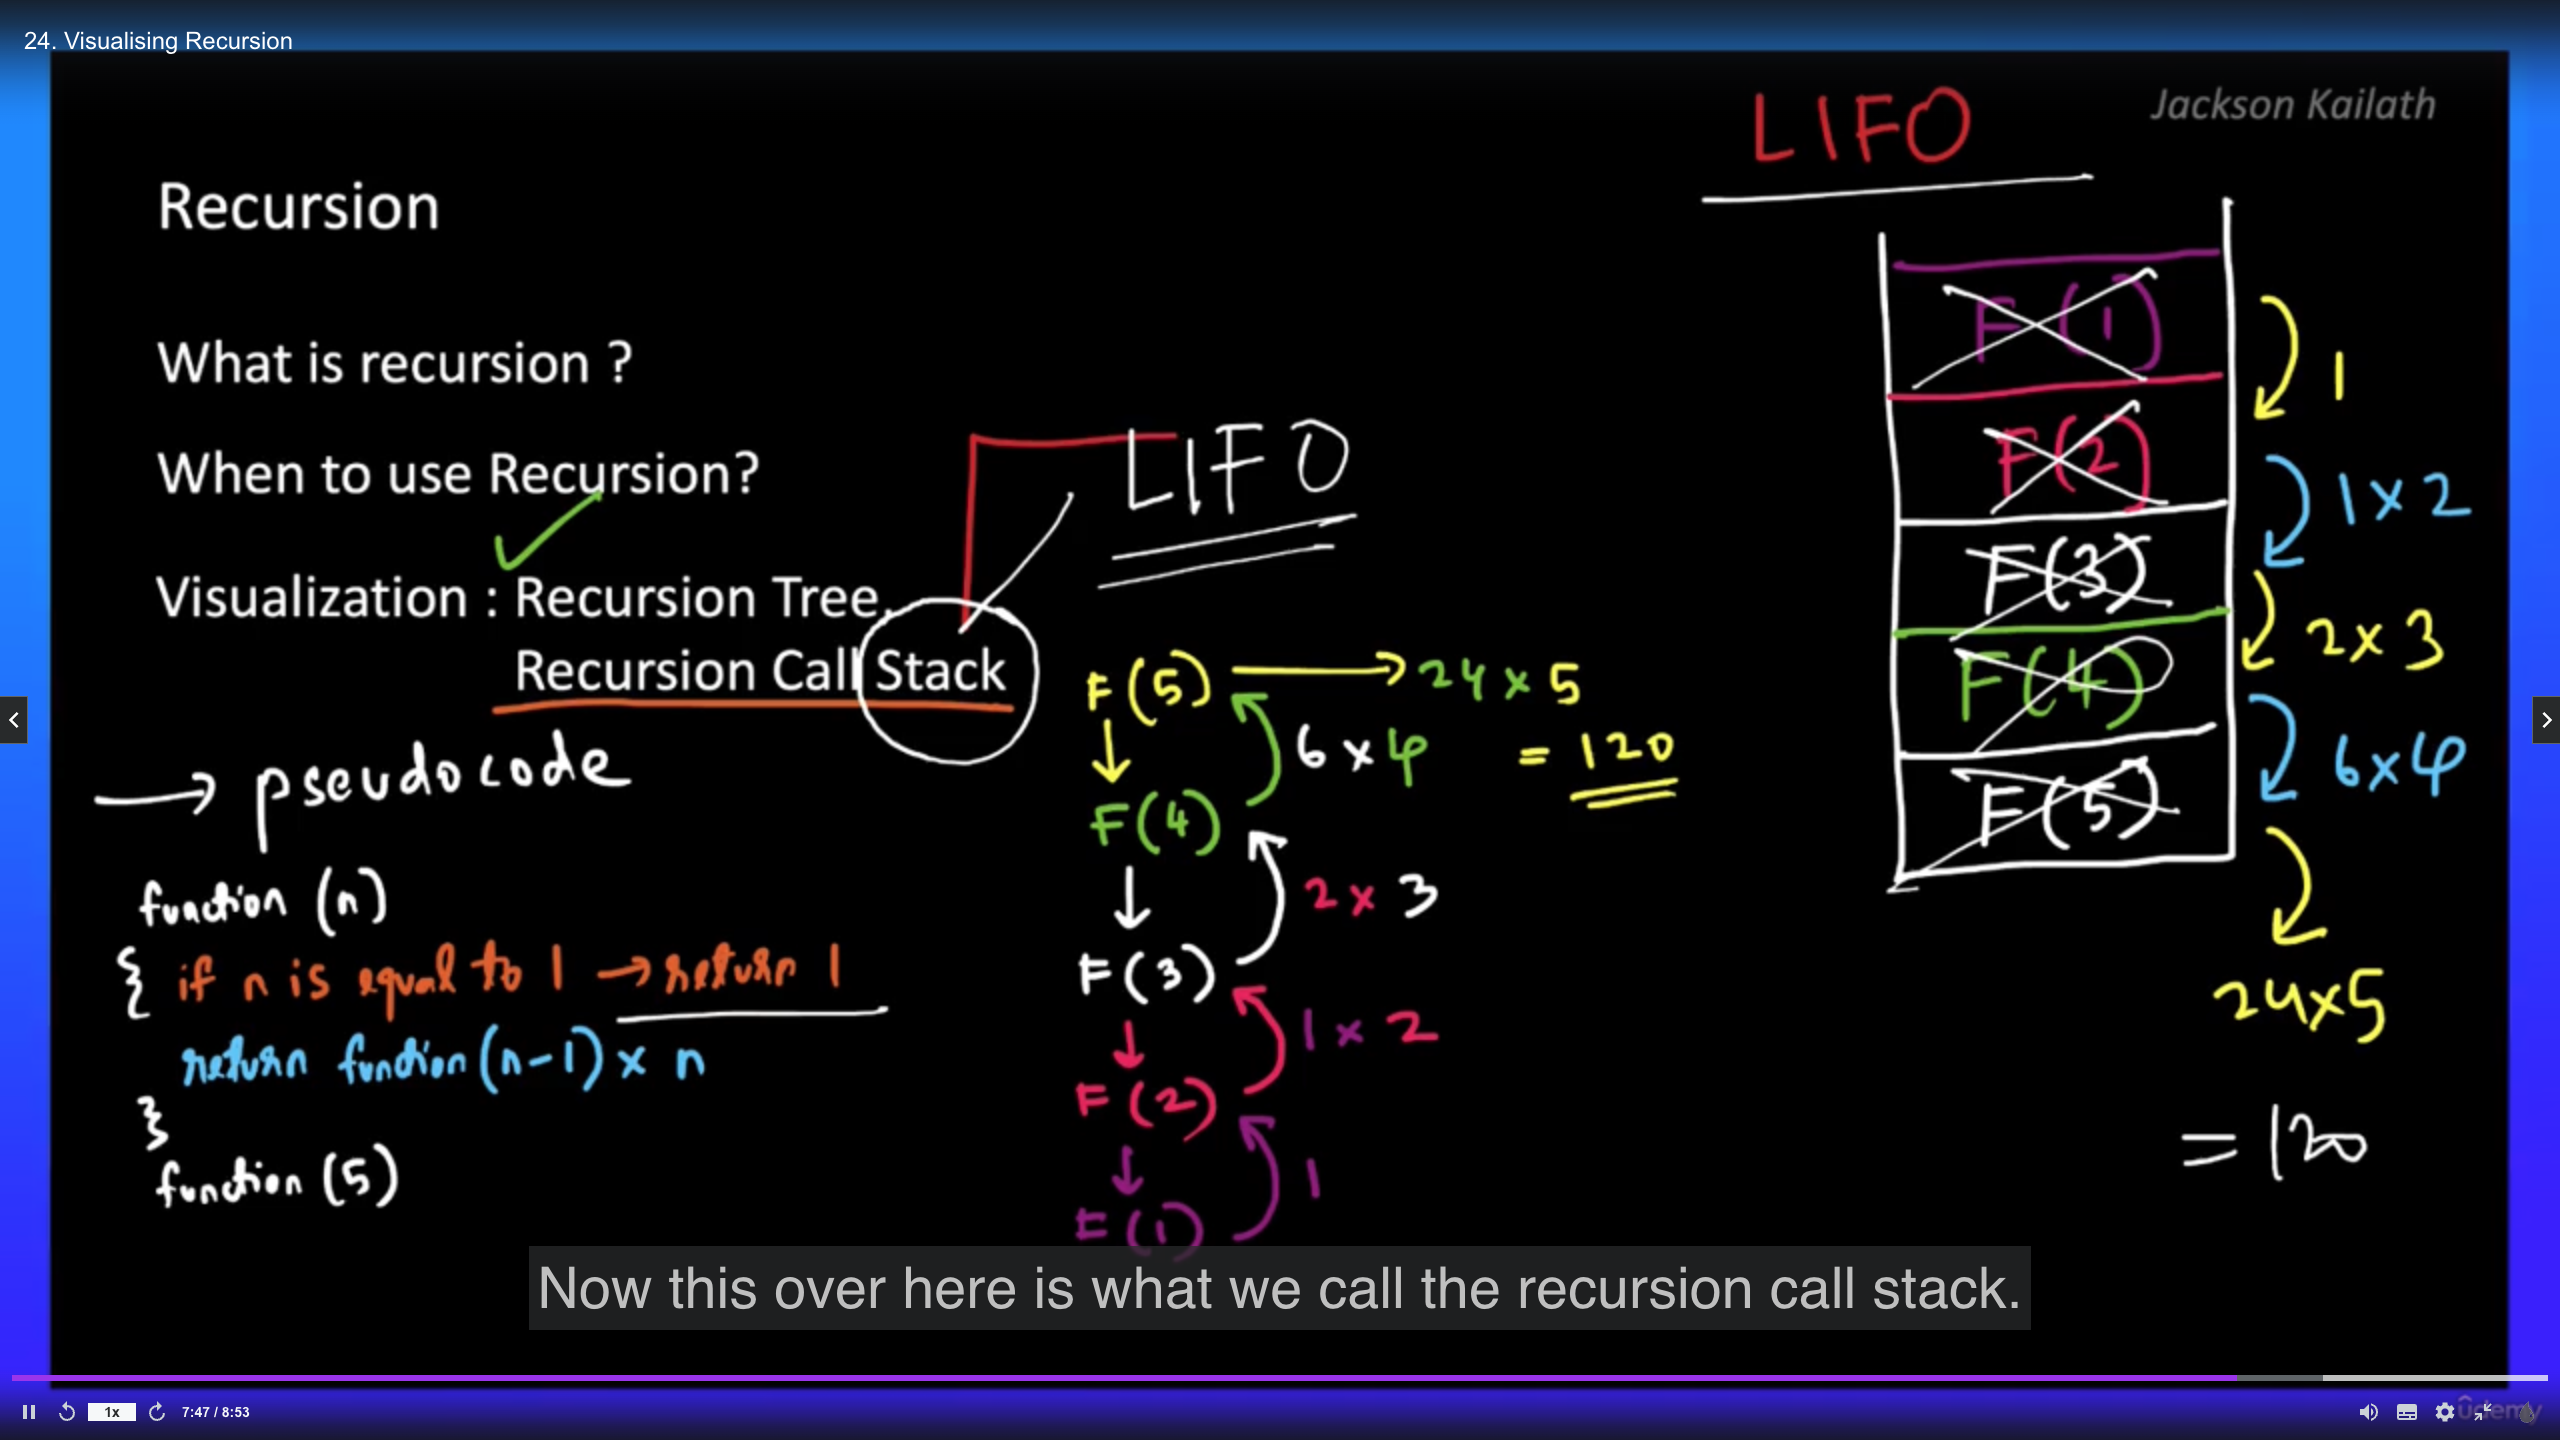 24. Visualising Recursion
Jackson Kailath
LIFO
Recursion
What is recursion ?
When to use Recursion?
Visualization : Recursion Tree,
Recursion Call Stack
LIFO
→ pseudocode
function (n)
{ if n is equal to 1 → return 1
return function (n-1) x n
}
function (5)
F(5) → 24 x 5
= 120
6 x 4
F(4)
2 x 3
F(3)
1 x 2
F(2)
1
F(1)
F(1)
1
F(2)
1 x 2
F(3)
2 x 3
F(4)
6 x 4
F(5)
24 x 5
= 120
Now this over here is what we call the recursion call stack.
1x
7:47 / 8:53
ûdemy